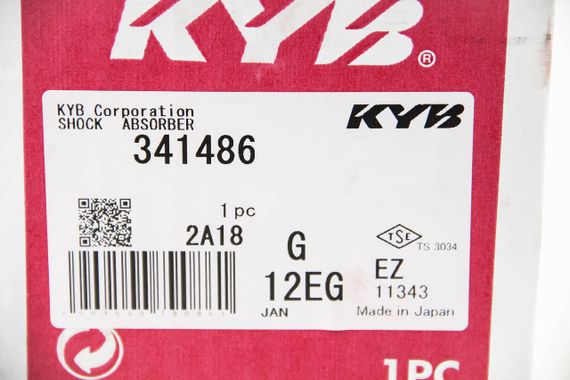 KYB®
KYB Corporation
SHOCK ABSORBER
KYB
341486
1 pc
2A18
G
TSE
TS 3034
12EG
EZ
11343
JAN
Made in Japan
1PC